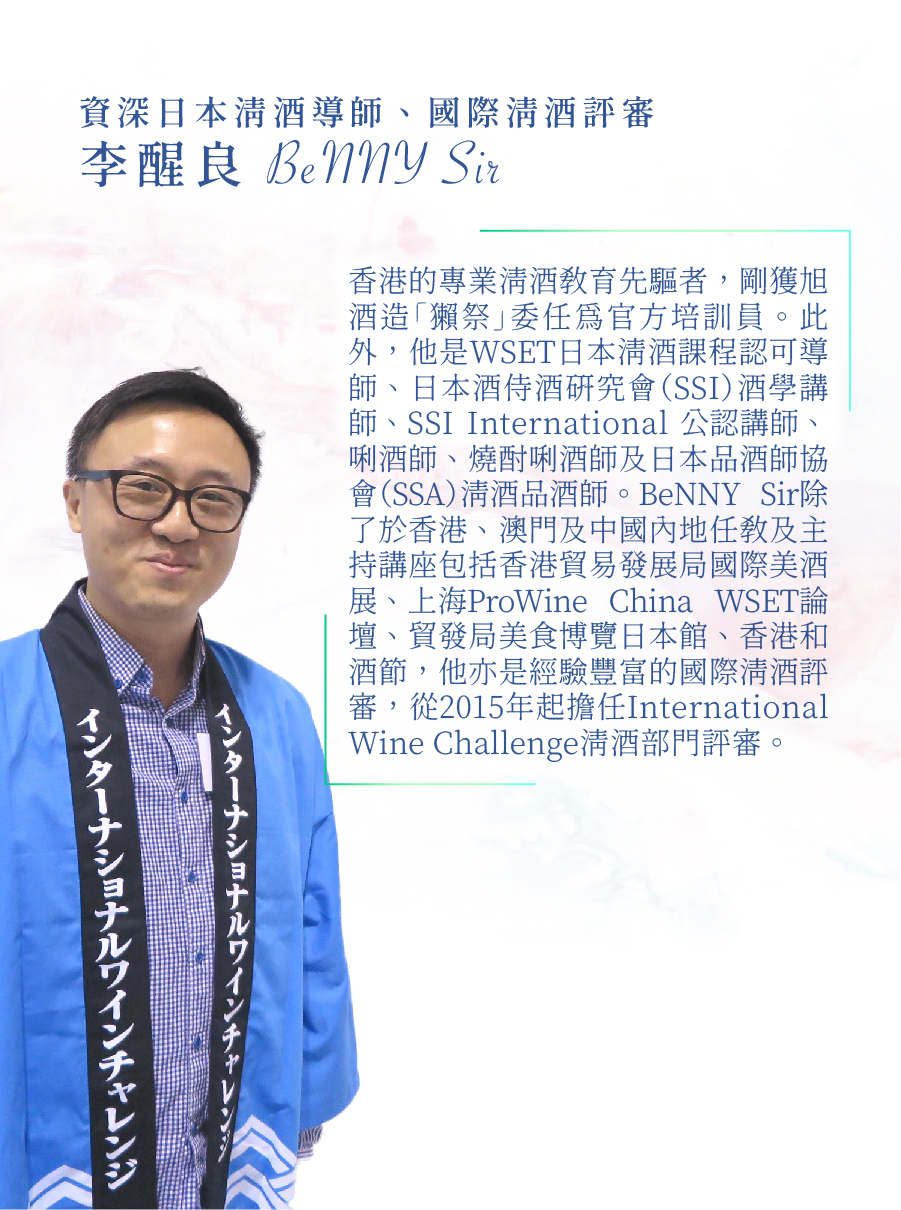 資深日本淸酒導師、國際淸酒評審
李醒良 BeNNY Sir
香港的專業淸酒敎育先驅者，剛獲旭
酒造「獺祭」委任爲官方培訓員。此
外，他是WSET日本淸酒課程認可導
師、日本酒侍酒硏究會（SSI）酒學講
師、SSI International 公認講師、
唎酒師、燒酎唎酒師及日本品酒師協
會（SSA）淸酒品酒師。BeNNY Sir除
了於香港、澳門及中國內地任敎及主
持講座包括香港貿易發展局國際美酒
展、上海ProWine China WSET論
壇、貿發局美食博覽日本館、香港和
酒節，他亦是經驗豐富的國際淸酒評
審，從2015年起擔任International
Wine Challenge淸酒部門評審。
インターナショナルワインチャレンジ
インターナショナルワインチャレンジ